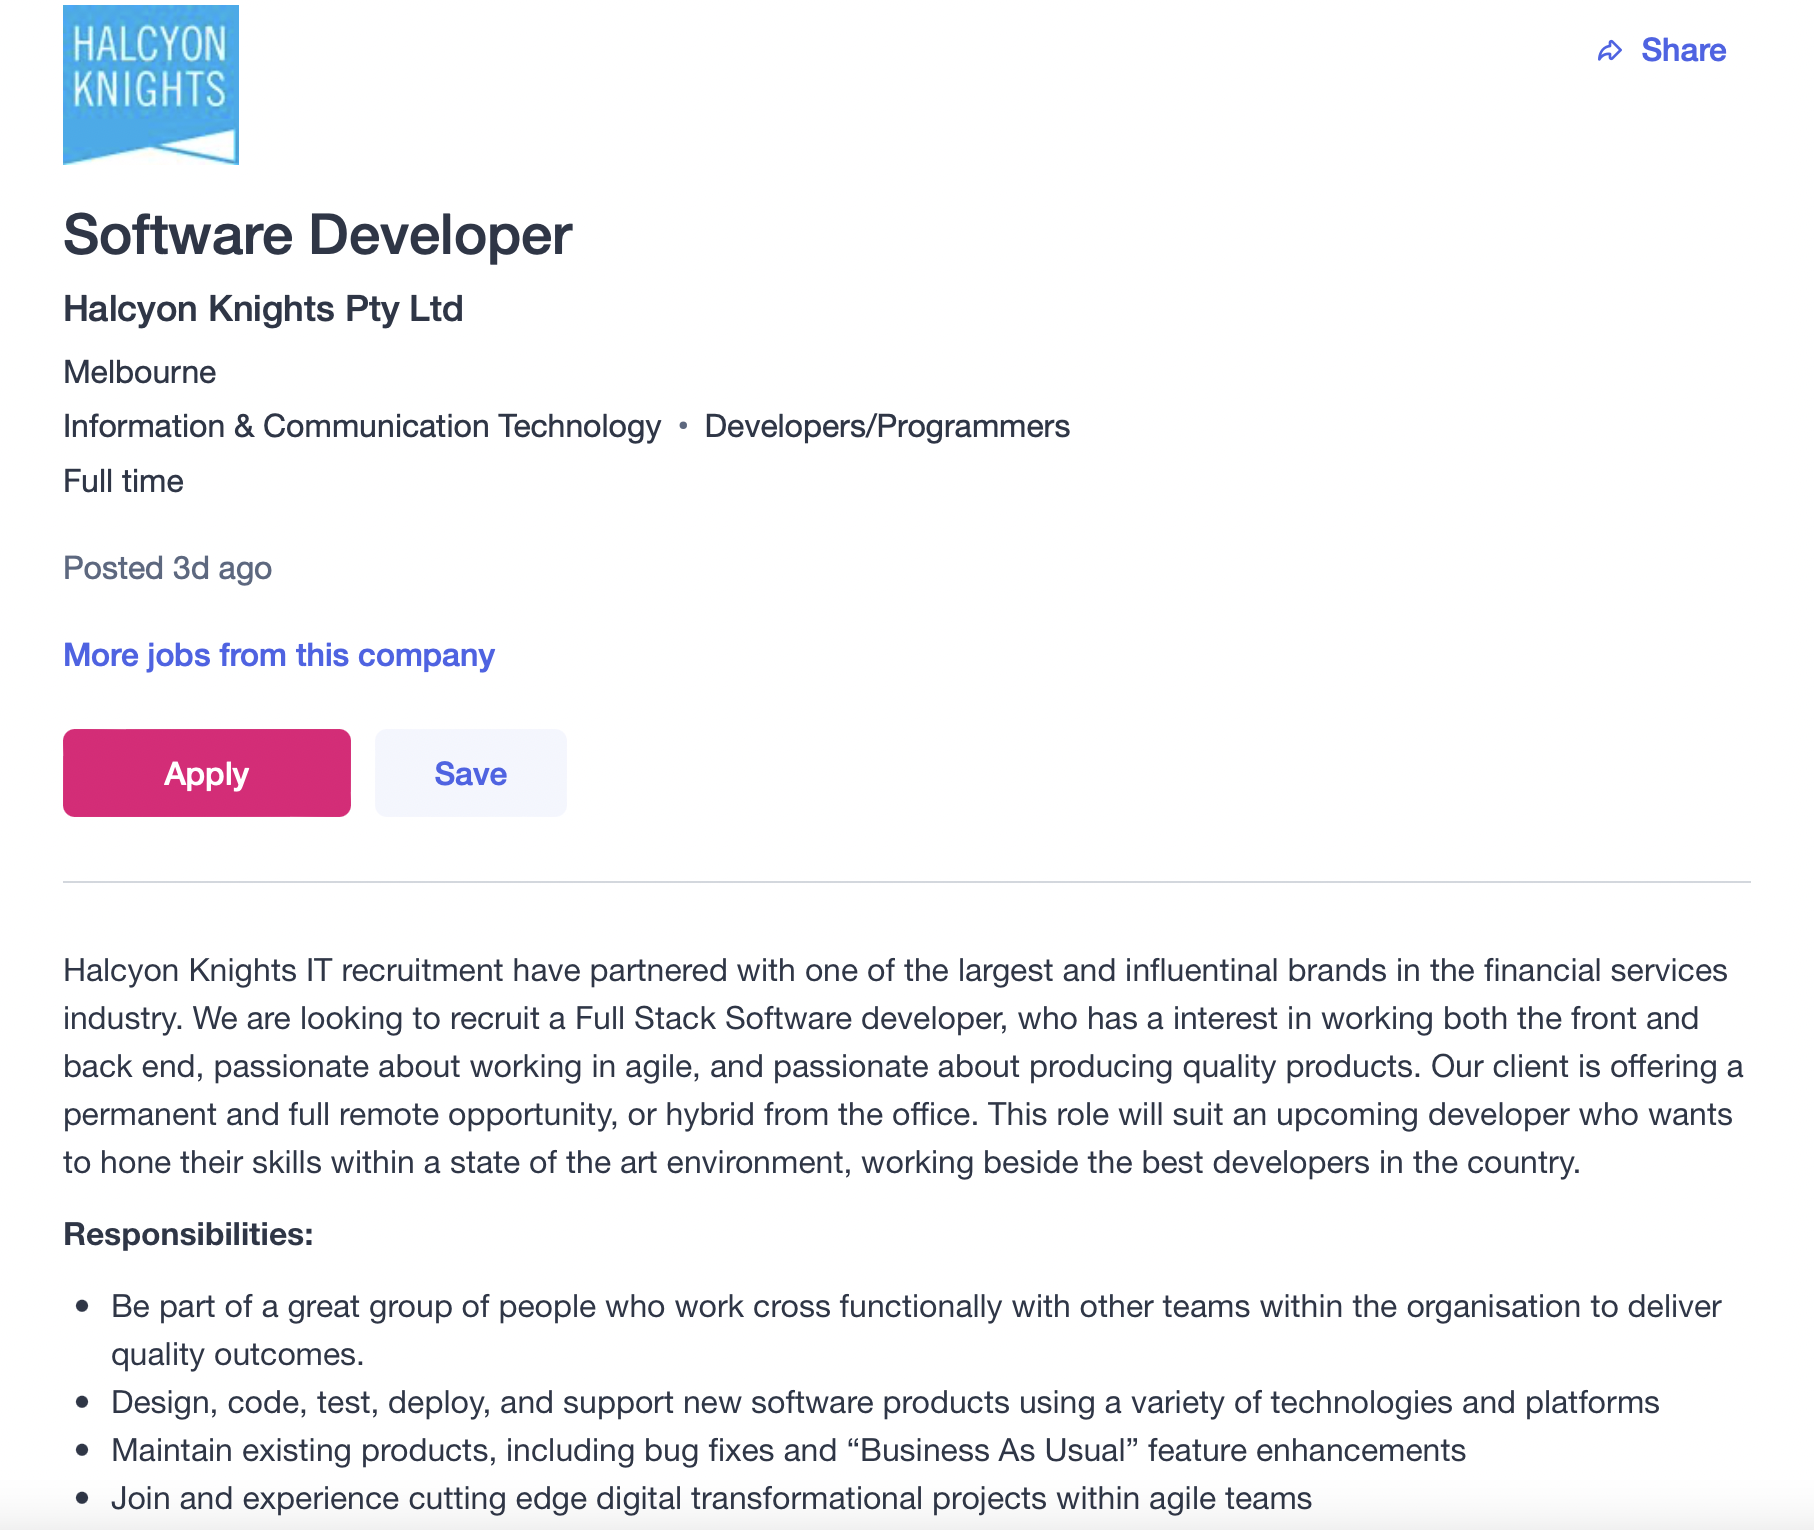 HALCYON
KNIGHTS
Share
Software Developer
Halcyon Knights Pty Ltd
Melbourne
Information & Communication Technology • Developers/Programmers
Full time
Posted 3d ago
More jobs from this company
Apply
Save
Halcyon Knights IT recruitment have partnered with one of the largest and influentinal brands in the financial services
industry. We are looking to recruit a Full Stack Software developer, who has a interest in working both the front and
back end, passionate about working in agile, and passionate about producing quality products. Our client is offering a
permanent and full remote opportunity, or hybrid from the office. This role will suit an upcoming developer who wants
to hone their skills within a state of the art environment, working beside the best developers in the country.
Responsibilities:
• Be part of a great group of people who work cross functionally with other teams within the organisation to deliver
quality outcomes.
• Design, code, test, deploy, and support new software products using a variety of technologies and platforms
• Maintain existing products, including bug fixes and “Business As Usual” feature enhancements
• Join and experience cutting edge digital transformational projects within agile teams